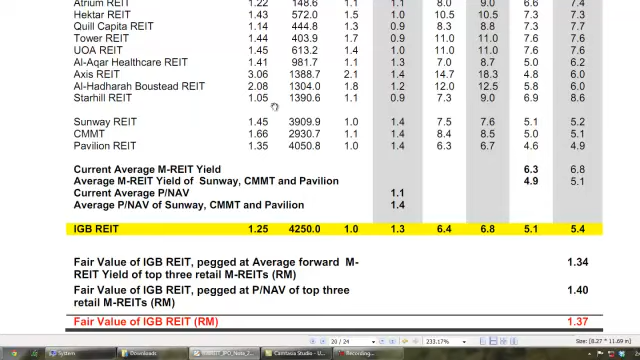 Atrium REIT 1.22 148.6 1.1 1.1 8.0 9.0 6.6 7.4
Hektar REIT 1.43 572.0 1.5 1.0 10.5 10.5 7.3 7.3
Quill Capita REIT 1.14 444.8 1.3 0.9 8.3 8.8 7.3 7.7
Tower REIT 1.44 403.9 1.7 0.9 11.0 11.0 7.6 7.6
UOA REIT 1.45 613.2 1.4 1.0 11.0 11.0 7.6 7.6
Al-Aqar Healthcare REIT 1.41 981.7 1.1 1.3 7.0 8.7 5.0 6.2
Axis REIT 3.06 1388.7 2.1 1.4 14.7 18.3 4.8 6.0
Al-Hadharah Boustead REIT 2.08 1304.0 1.8 1.2 12.0 12.5 5.8 6.0
Starhill REIT 1.05 1390.6 1.1 0.9 7.3 9.0 6.9 8.6
Sunway REIT 1.45 3909.9 1.0 1.4 7.5 7.6 5.1 5.2
CMMT 1.66 2930.7 1.1 1.4 8.4 8.5 5.0 5.1
Pavilion REIT 1.35 4050.8 1.0 1.4 6.3 6.7 4.6 4.9
Current Average M-REIT Yield 6.3 6.8
Average M-REIT Yield of Sunway, CMMT and Pavilion 4.9 5.1
Current Average P/NAV 1.1
Average P/NAV of Sunway, CMMT and Pavilion 1.4
IGB REIT 1.25 4250.0 1.0 1.3 6.4 6.8 5.1 5.4
Fair Value of IGB REIT, pegged at Average forward M-
REIT Yield of top three retail M-REITs (RM) 1.34
Fair Value of IGB REIT, pegged at P/NAV of top three 1.40
retail M-REITs (RM)
Fair Value of IGB REIT (RM) 1.37
20 / 24 233.17% Size: [8.27 * 11.69 in]
System Downloads Camtasia Studio - U... Recording...